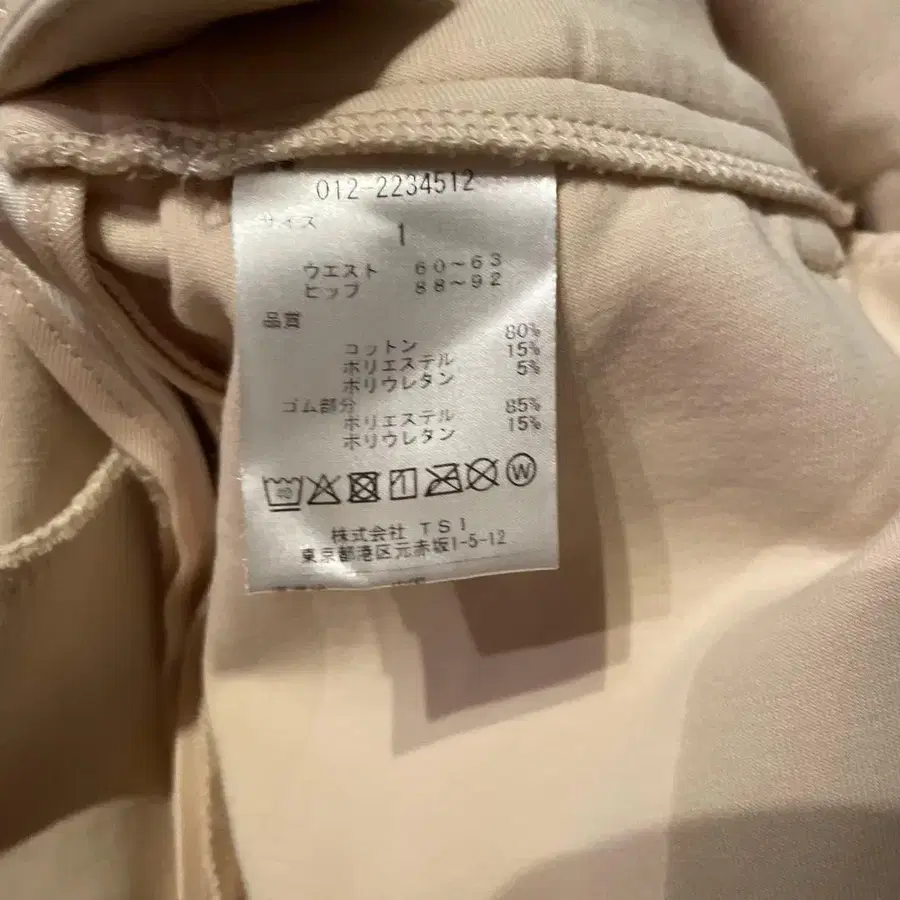 012-2234512
サイズ
1
ウエスト 60~63
ヒップ 88~92
品質
コットン 80%
ポリエステル 15%
ポリウレタン 5%
ゴム部分
ポリエステル 85%
ポリウレタン 15%
40 1 W
株式会社 TSI
東京都港区元赤坂1-5-12